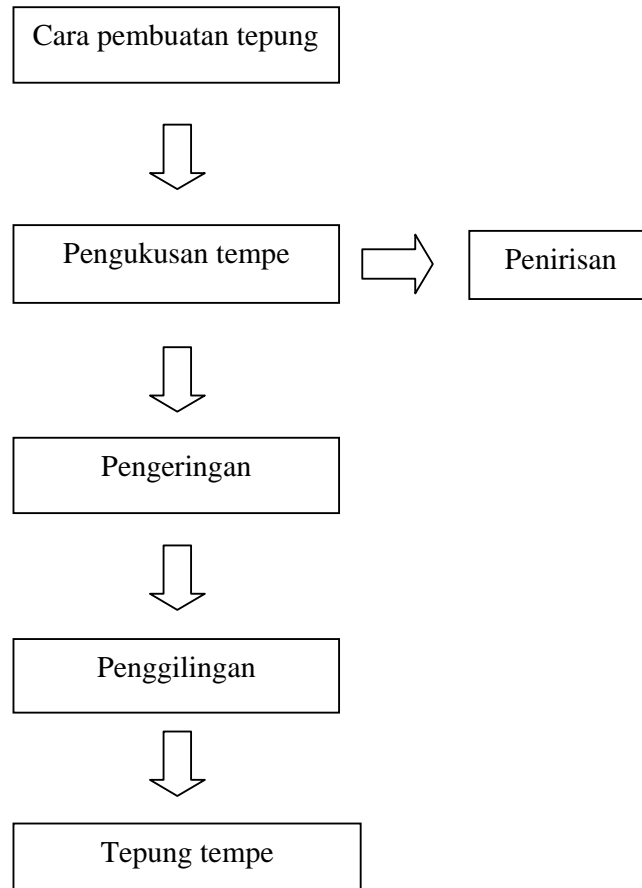 Cara pembuatan tepung
Pengukusan tempe
Penirisan
Pengeringan
Penggilingan
Tepung tempe